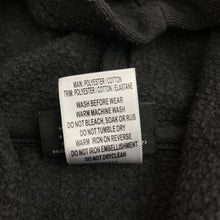 MAIN: POLYESTER / COTTON
TRIM: POLYESTER / COTTON / ELASTANE
WASH BEFORE WEAR
WARM MACHINE WASH
DO NOT BLEACH, SOAK OR RUB
DO NOT TUMBLE DRY
WARM IRON ON REVERSE
DO NOT IRON EMBELLISHMENT
DO NOT DRYCLEAN